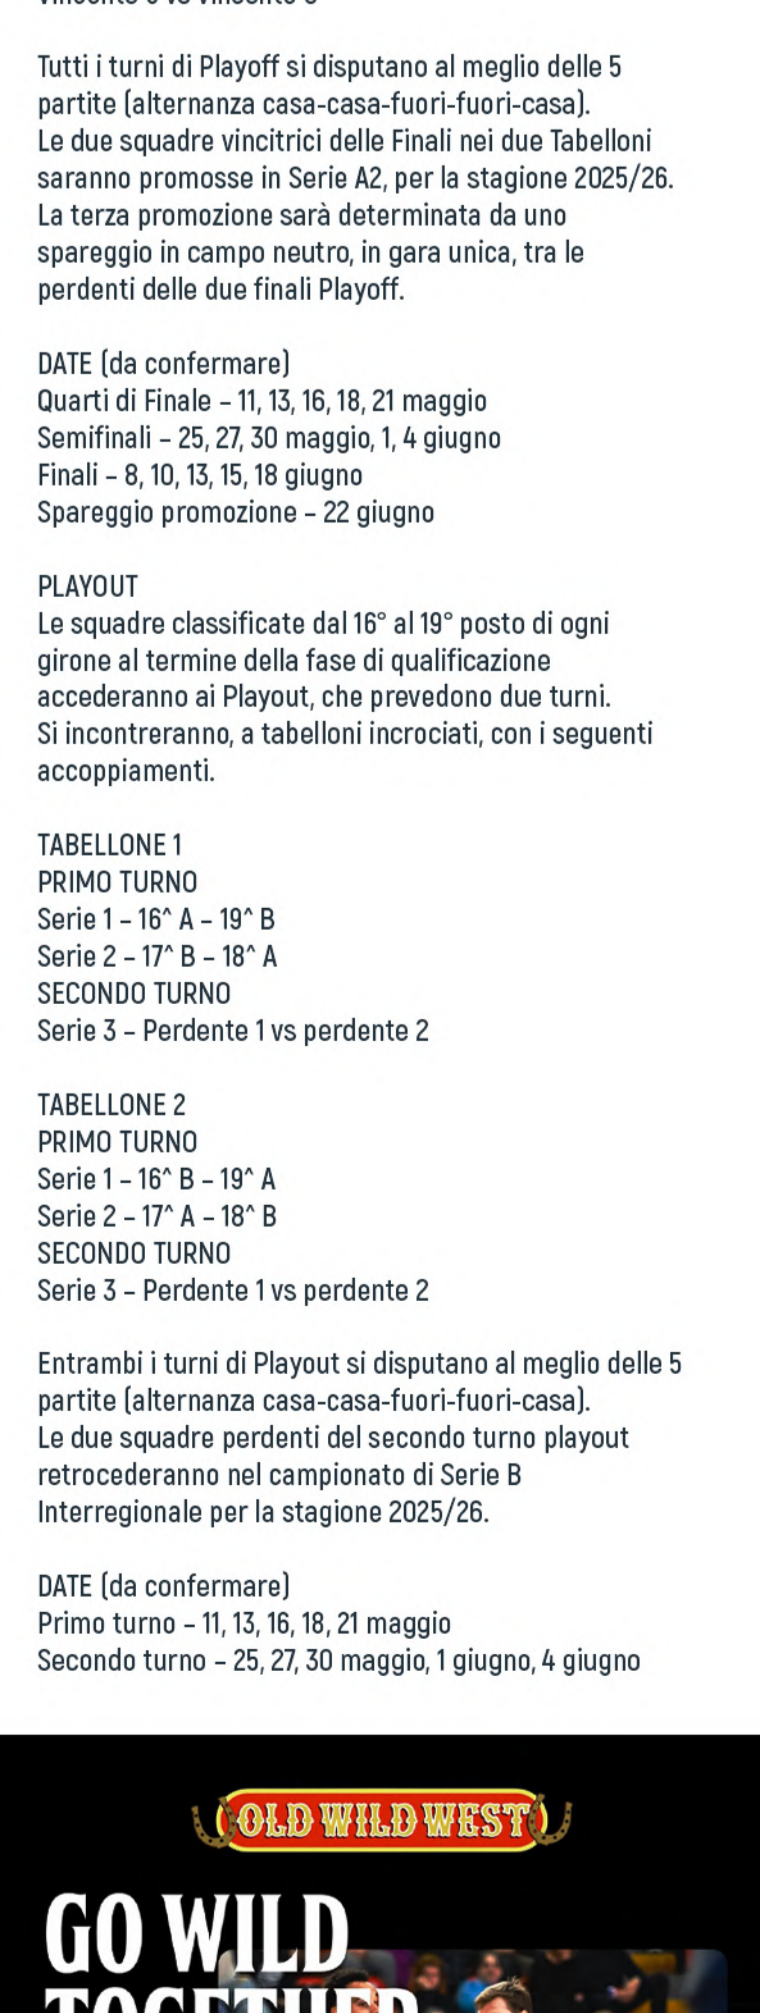 Tutti i turni di Playoff si disputano al meglio delle 5
partite (alternanza casa-casa-fuori-fuori-casa).
Le due squadre vincitrici delle Finali nei due Tabelloni
saranno promosse in Serie A2, per la stagione 2025/26.
La terza promozione sarà determinata da uno
spareggio in campo neutro, in gara unica, tra le
perdenti delle due finali Playoff.
DATE (da confermare)
Quarti di Finale – 11, 13, 16, 18, 21 maggio
Semifinali – 25, 27, 30 maggio, 1, 4 giugno
Finali – 8, 10, 13, 15, 18 giugno
Spareggio promozione – 22 giugno
PLAYOUT
Le squadre classificate dal 16° al 19° posto di ogni
girone al termine della fase di qualificazione
accederanno ai Playout, che prevedono due turni.
Si incontreranno, a tabelloni incrociati, con i seguenti
accoppiamenti.
TABELLONE 1
PRIMO TURNO
Serie 1 – 16^ A – 19^ B
Serie 2 – 17^ B – 18^ A
SECONDO TURNO
Serie 3 – Perdente 1 vs perdente 2
TABELLONE 2
PRIMO TURNO
Serie 1 – 16^ B – 19^ A
Serie 2 – 17^ A – 18^ B
SECONDO TURNO
Serie 3 – Perdente 1 vs perdente 2
Entrambi i turni di Playout si disputano al meglio delle 5
partite (alternanza casa-casa-fuori-fuori-casa).
Le due squadre perdenti del secondo turno playout
retrocederanno nel campionato di Serie B
Interregionale per la stagione 2025/26.
DATE (da confermare)
Primo turno – 11, 13, 16, 18, 21 maggio
Secondo turno – 25, 27, 30 maggio, 1 giugno, 4 giugno
OLD WILD WEST
GO WILD
TOGETHER